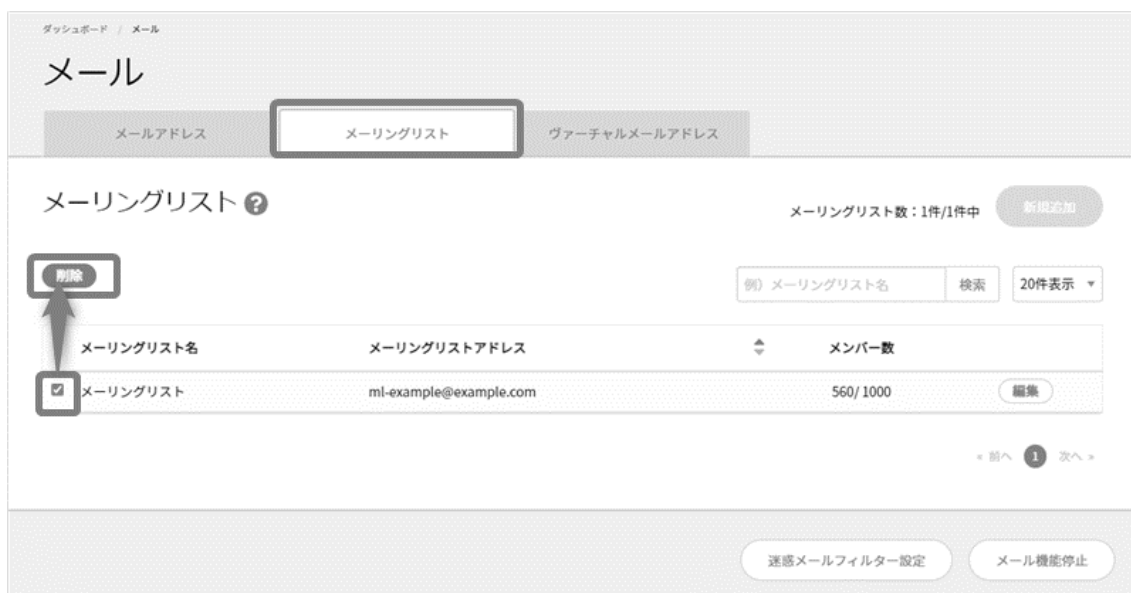 ダッシュボード / メール
メール
メールアドレス メーリングリスト ヴァーチャルメールアドレス
メーリングリスト ?
メーリングリスト数：1件/1件中 新規追加
削除 例）メーリングリスト名 検索 20件表示
メーリングリスト名 メーリングリストアドレス メンバー数
メーリングリスト ml-example@example.com 560/1000 編集
« 前へ 1 次へ »
迷惑メールフィルター設定 メール機能停止